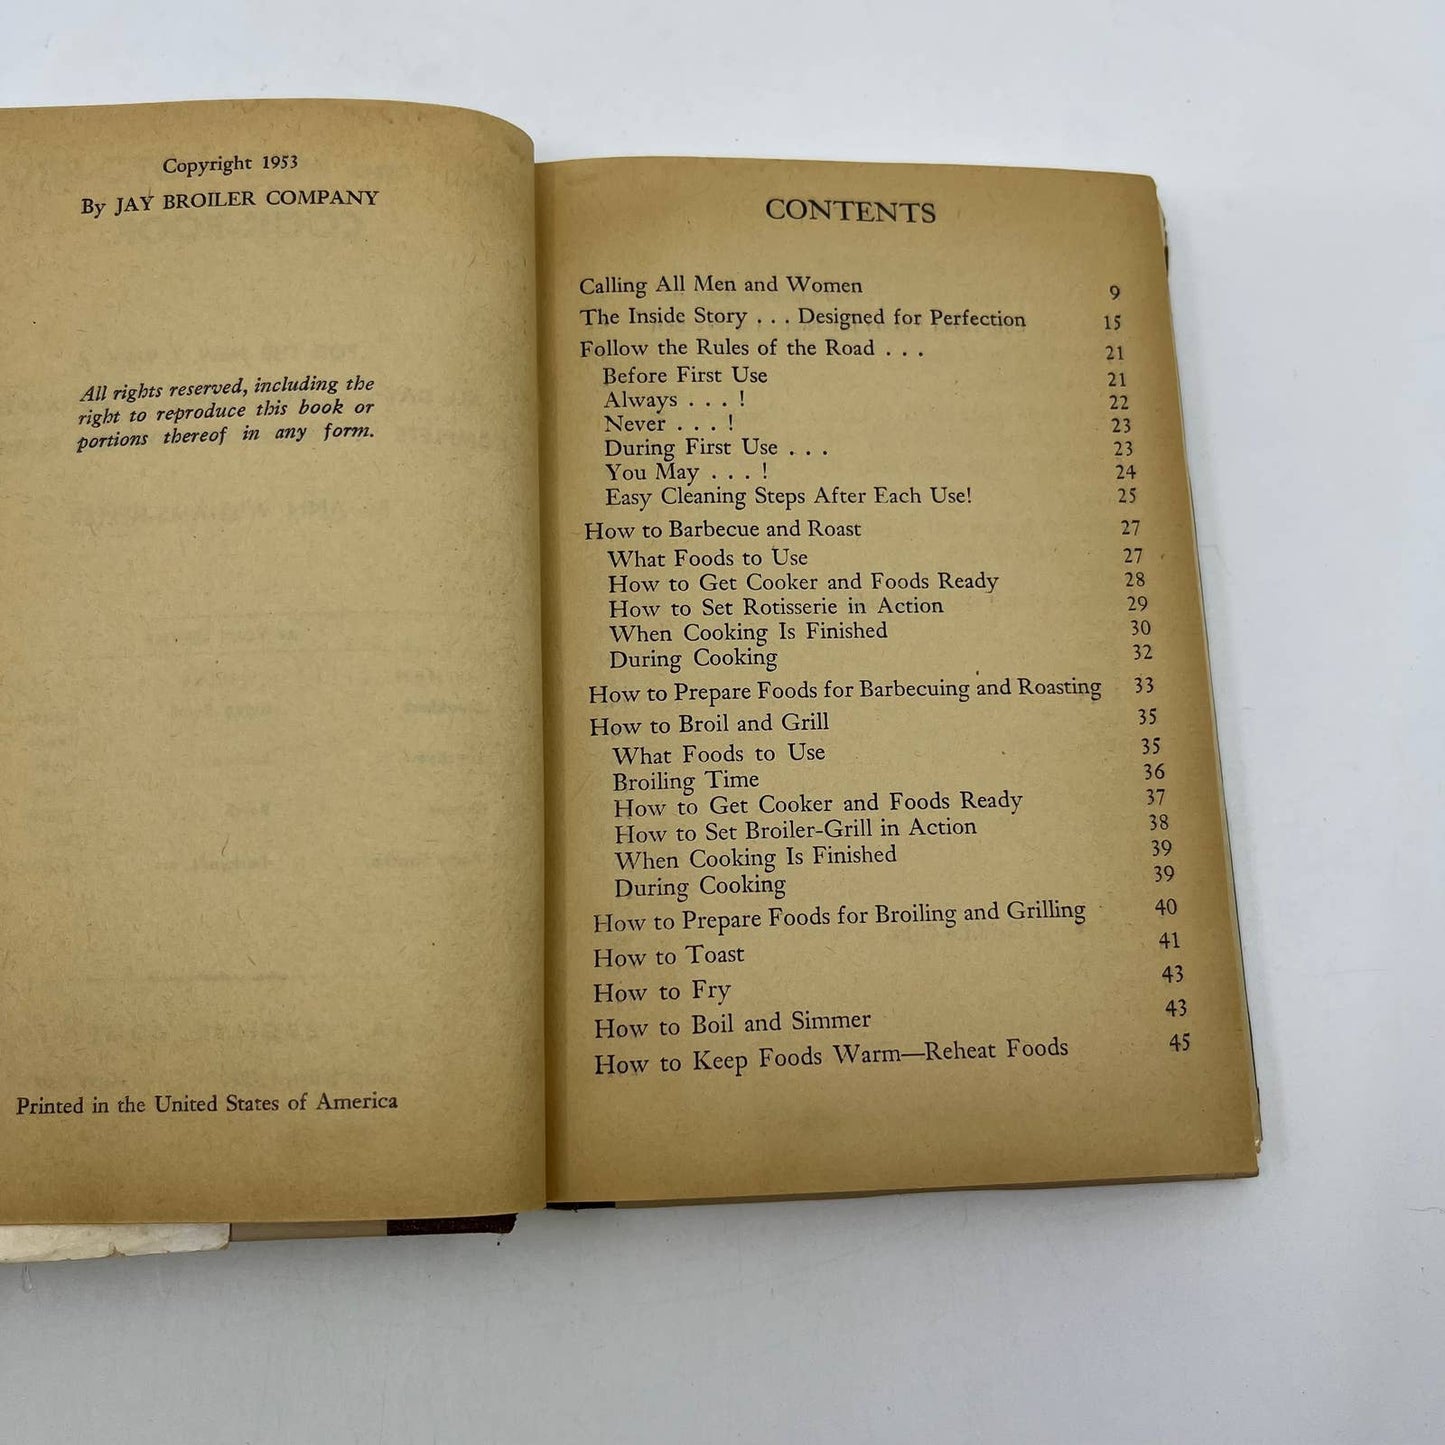 Copyright 1953
By JAY BROILER COMPANY
All rights reserved, including the
right to reproduce this book or
portions thereof in any form.
Printed in the United States of America
CONTENTS
Calling All Men and Women 9
The Inside Story . . . Designed for Perfection 15
Follow the Rules of the Road . . . 21
Before First Use 21
Always . . . ! 22
Never . . . ! 23
During First Use . . . 23
You May . . . ! 24
Easy Cleaning Steps After Each Use! 25
How to Barbecue and Roast 27
What Foods to Use 27
How to Get Cooker and Foods Ready 28
How to Set Rotisserie in Action 29
When Cooking Is Finished 30
During Cooking 32
How to Prepare Foods for Barbecuing and Roasting 33
How to Broil and Grill 35
What Foods to Use 35
Broiling Time 36
How to Get Cooker and Foods Ready 37
How to Set Broiler-Grill in Action 38
When Cooking Is Finished 39
During Cooking 39
How to Prepare Foods for Broiling and Grilling 40
How to Toast 41
How to Fry 43
How to Boil and Simmer 43
How to Keep Foods Warm—Reheat Foods 45